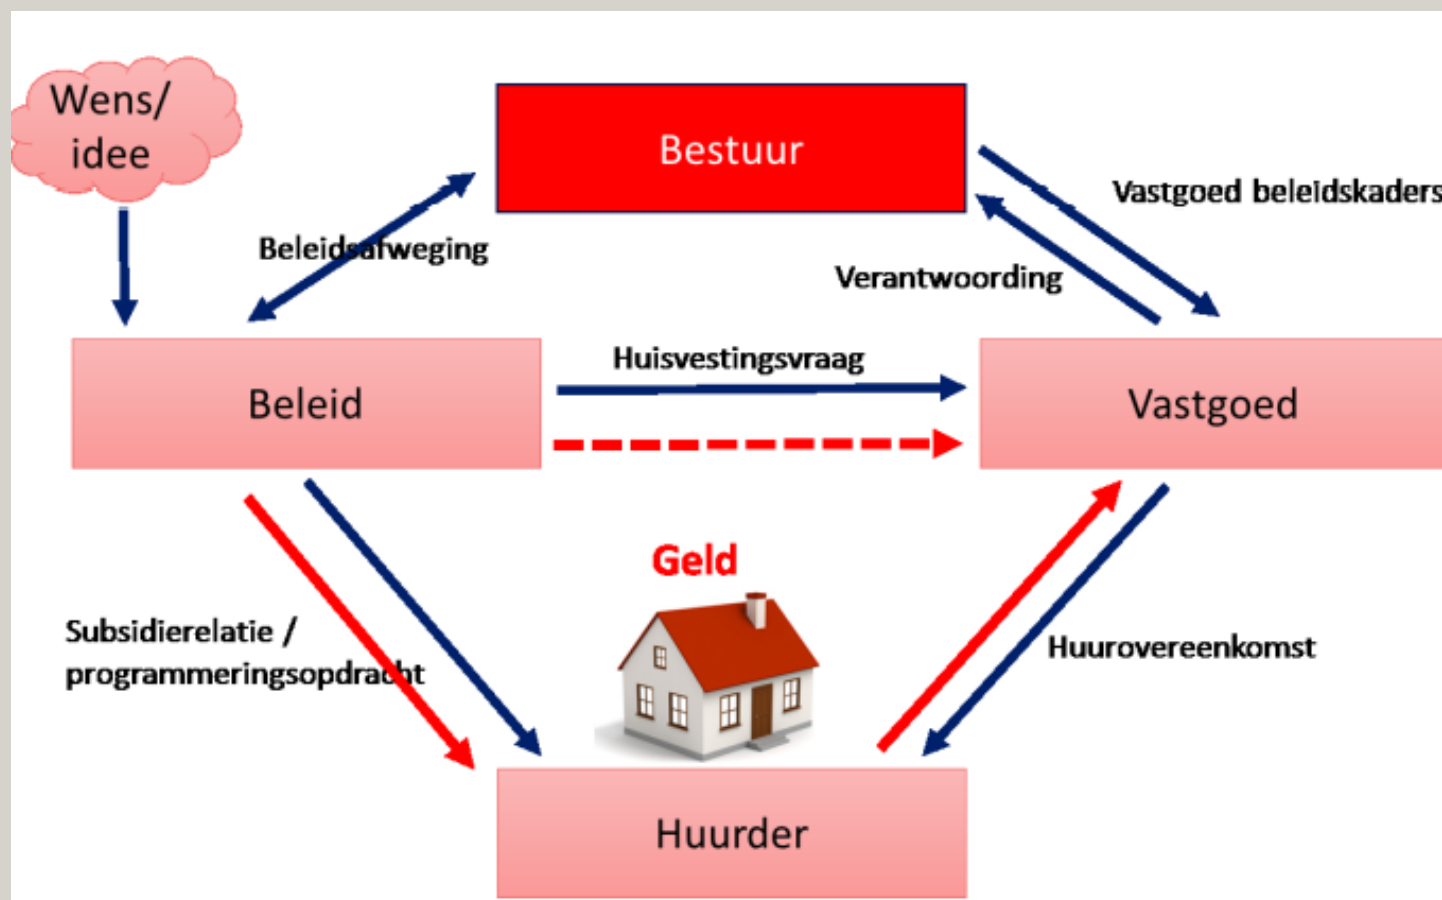 Wens/
idee
Bestuur
Vastgoed beleidskaders
Beleidsafweging
Verantwoording
Huisvestingsvraag
Beleid
Vastgoed
Geld
Subsidierelatie /
programmeringsopdracht
Huurovereenkomst
Huurder